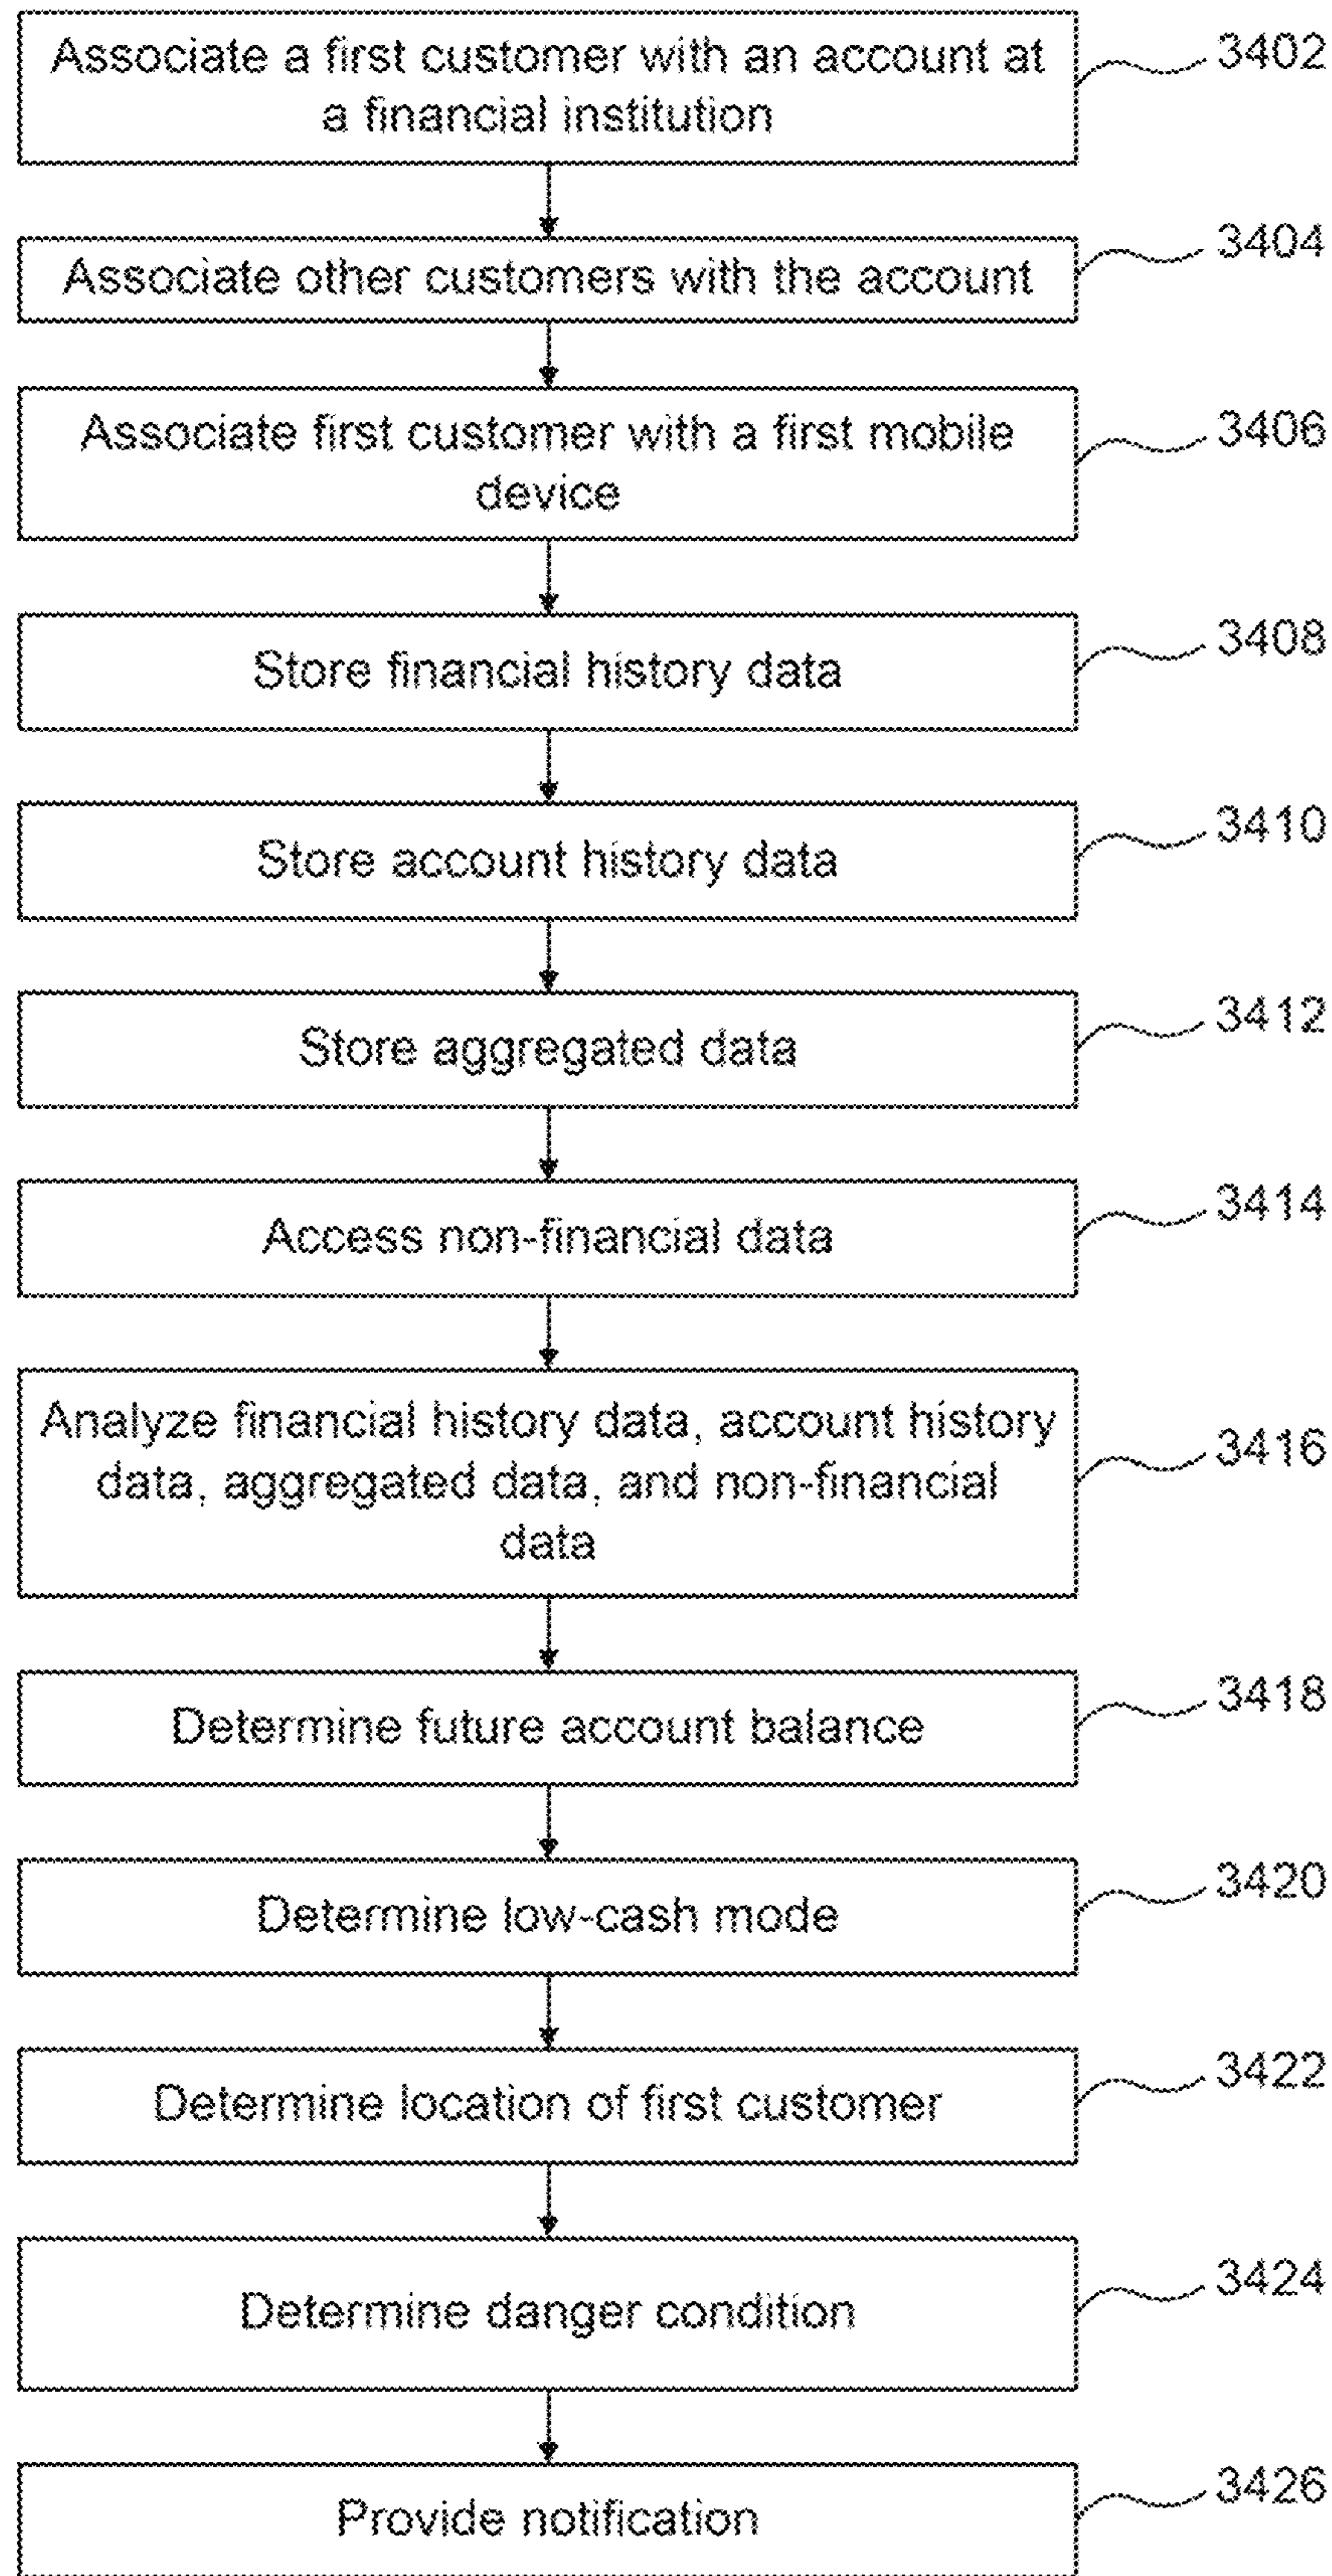 Associate a first customer with an account at
a financial institution
3402
Associate other customers with the account
3404
Associate first customer with a first mobile
device
3406
Store financial history data
3408
Store account history data
3410
Store aggregated data
3412
Access non-financial data
3414
Analyze financial history data, account history
data, aggregated data, and non-financial
data
3416
Determine future account balance
3418
Determine low-cash mode
3420
Determine location of first customer
3422
Determine danger condition
3424
Provide notification
3426